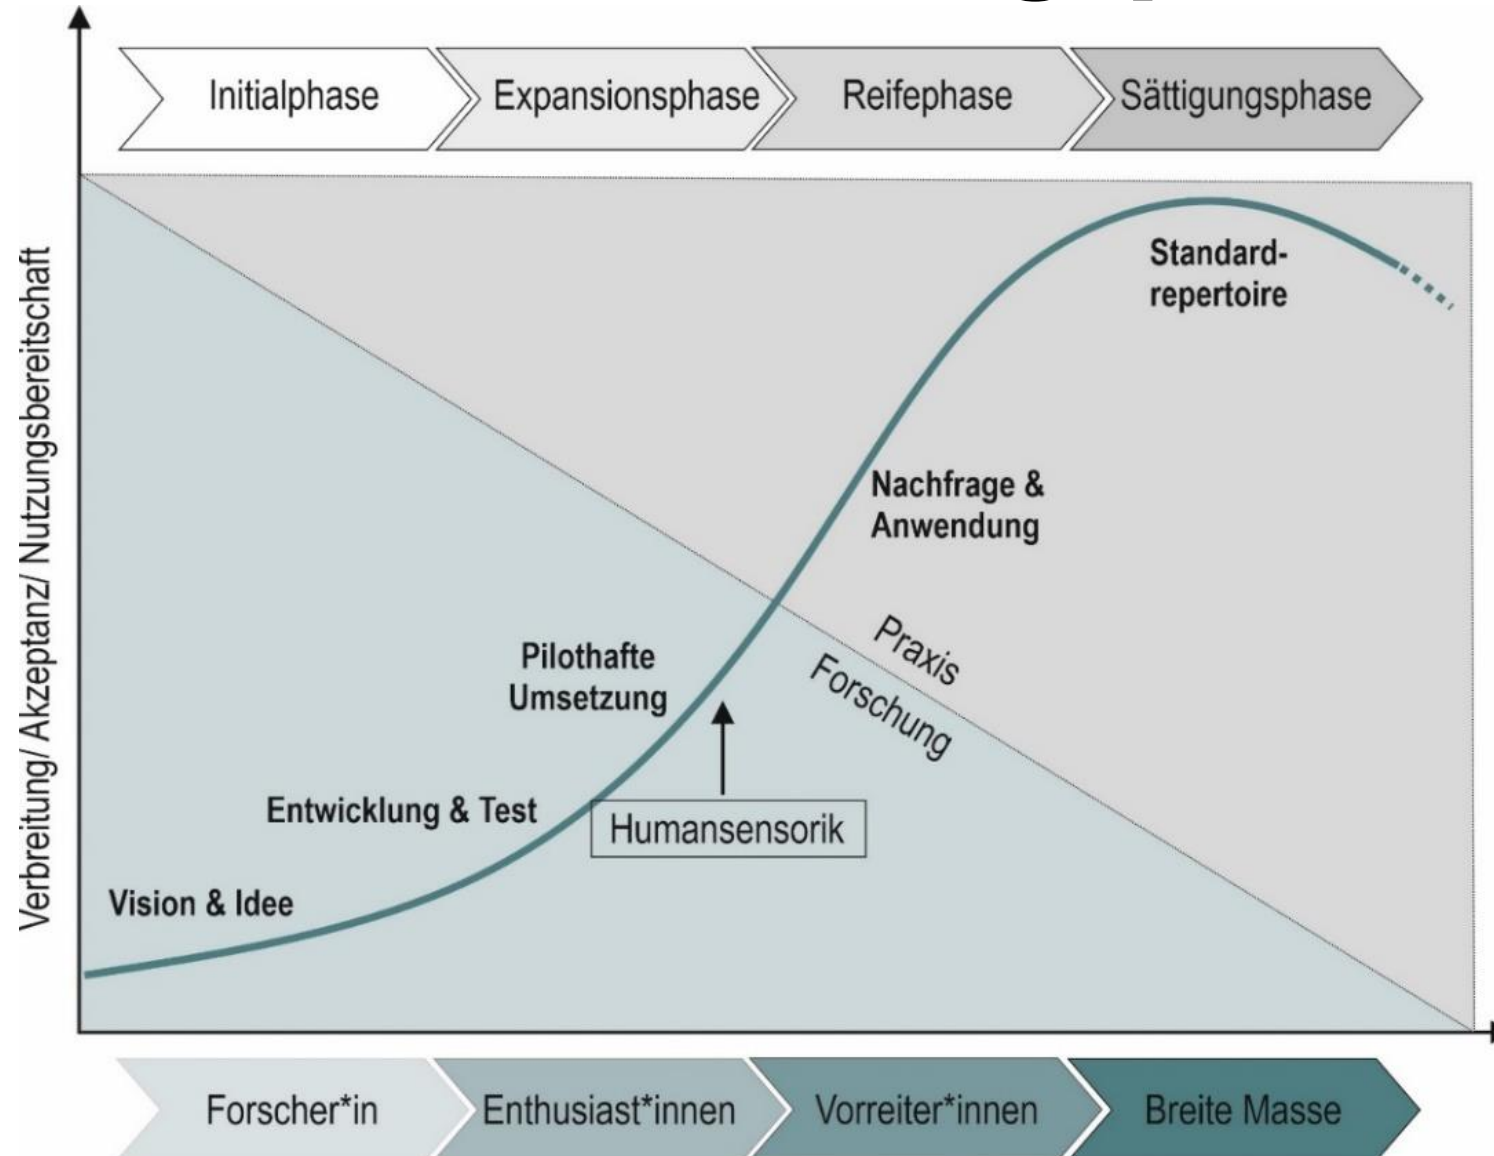 Initialphase
Expansionsphase
Reifephase
Sättigungsphase
Verbreitung/ Akzeptanz/ Nutzungsbereitschaft
Standard-
repertoire
Nachfrage &
Anwendung
Praxis
Forschung
Pilothafte
Umsetzung
Humansensorik
Entwicklung & Test
Vision & Idee
Forscher*in
Enthusiast*innen
Vorreiter*innen
Breite Masse